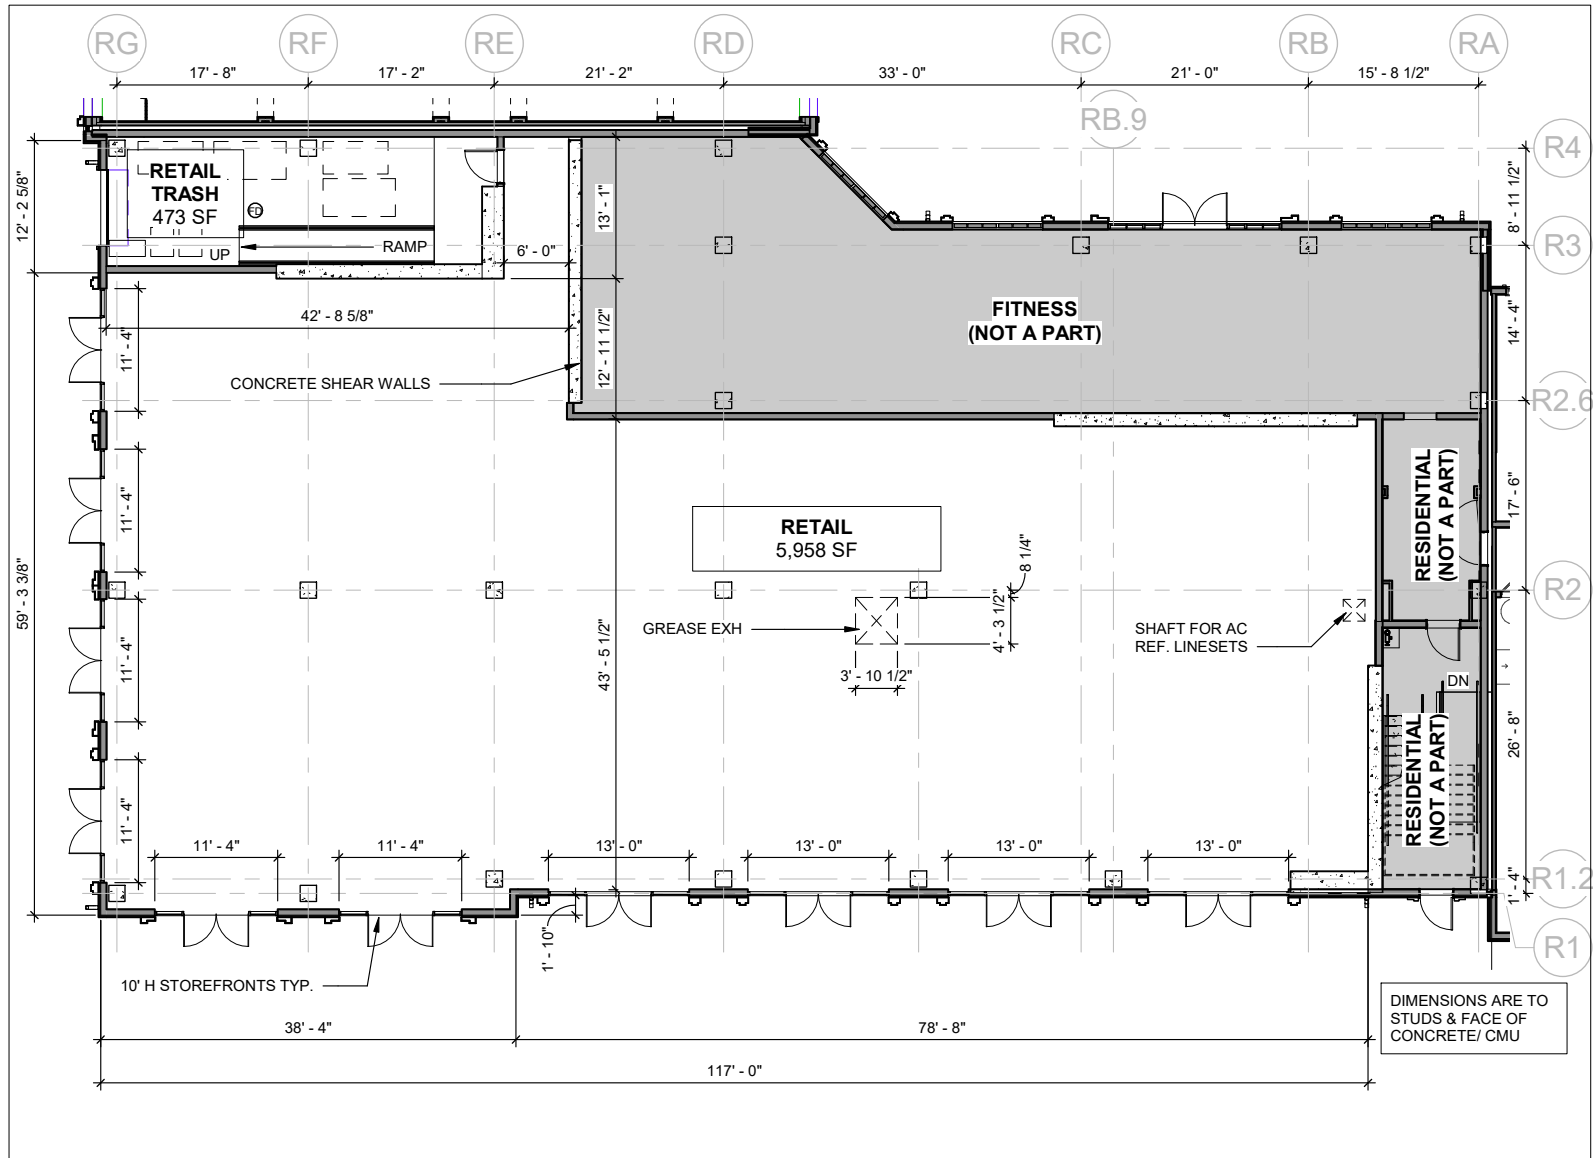 RG
RF
RE
RD
RC
RB
RA
17' - 8"
17' - 2"
21' - 2"
33' - 0"
21' - 0"
15' - 8 1/2"
RB.9
R4
R3
R2.6
R2
R1.2
R1
12' - 2 5/8"
59' - 3 3/8"
RETAIL
TRASH
473 SF
FD
UP
RAMP
6' - 0"
13' - 1"
12' - 11 1/2"
43' - 5 1/2"
42' - 8 5/8"
CONCRETE SHEAR WALLS
FITNESS
(NOT A PART)
8' - 11 1/2"
14' - 4"
17' - 6"
26' - 8"
1' - 4"
11' - 4"
11' - 4"
11' - 4"
11' - 4"
RETAIL
5,958 SF
GREASE EXH
8 1/4"
4' - 3 1/2"
3' - 10 1/2"
SHAFT FOR AC
REF. LINESETS
RESIDENTIAL
(NOT A PART)
DN
RESIDENTIAL
(NOT A PART)
11' - 4"
11' - 4"
13' - 0"
13' - 0"
13' - 0"
13' - 0"
1' - 10"
10' H STOREFRONTS TYP.
38' - 4"
78' - 8"
117' - 0"
DIMENSIONS ARE TO
STUDS & FACE OF
CONCRETE/ CMU